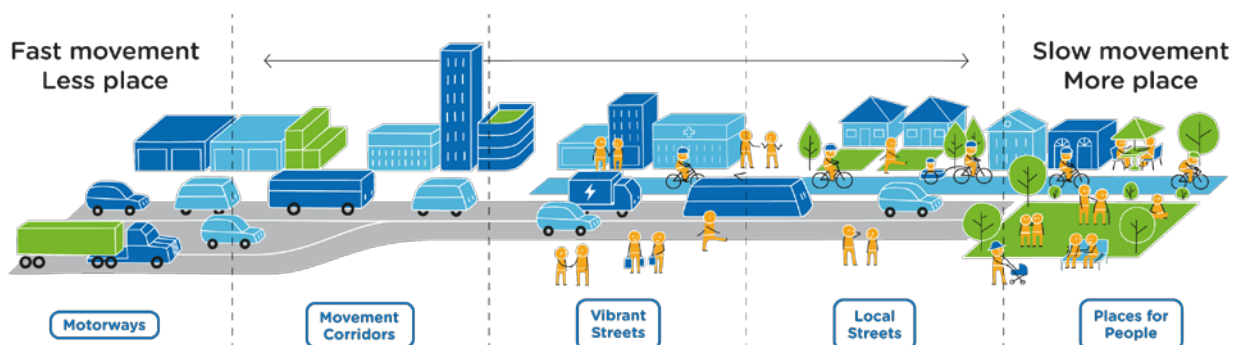 Fast movement
Less place
Slow movement
More place
Motorways
Movement
Corridors
Vibrant
Streets
Local
Streets
Places for
People